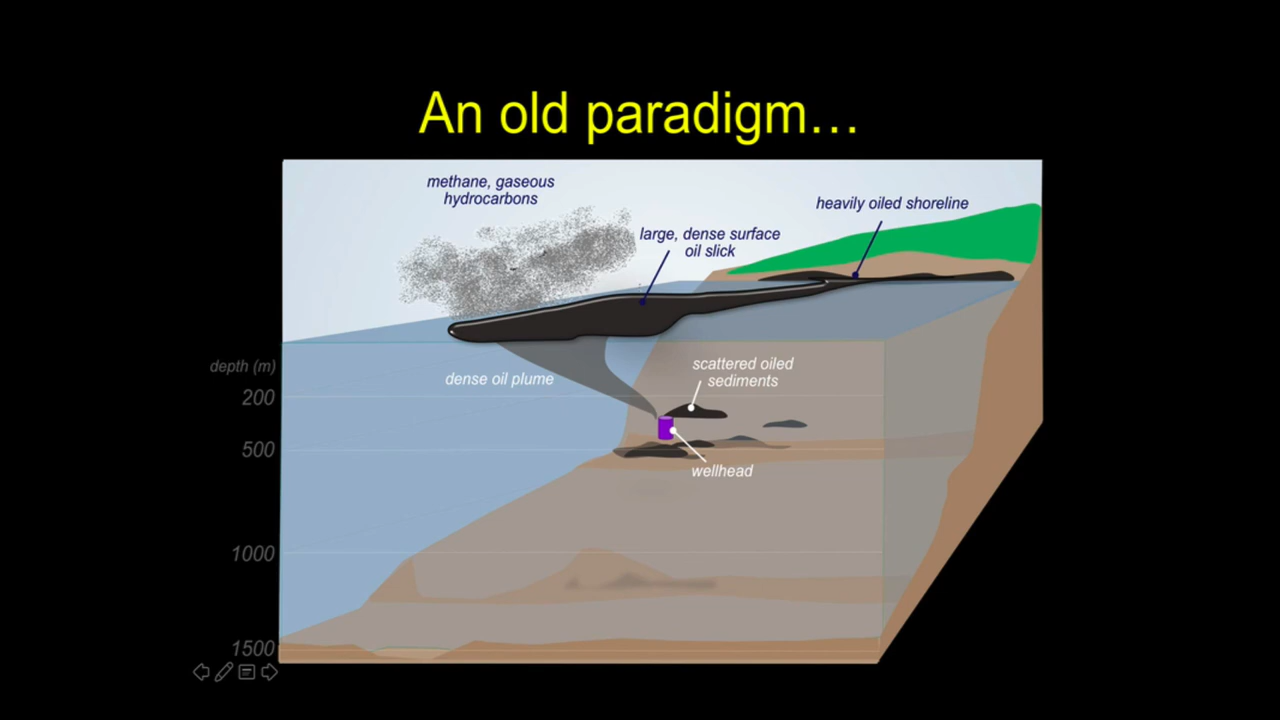 An old paradigm…
methane, gaseous
hydrocarbons
heavily oiled shoreline
large, dense surface
oil slick
depth (m)
scattered oiled
sediments
dense oil plume
200
500
wellhead
1000
1500